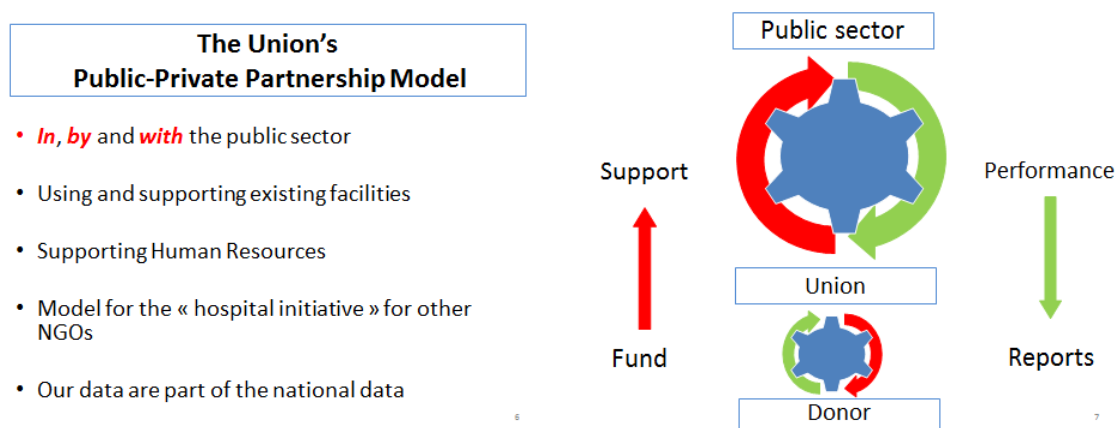 The Union's
Public-Private Partnership Model
• In, by and with the public sector
• Using and supporting existing facilities
• Supporting Human Resources
• Model for the « hospital initiative » for other
NGOs
• Our data are part of the national data
6
Public sector
Support
Performance
Union
Fund
Reports
Donor
7